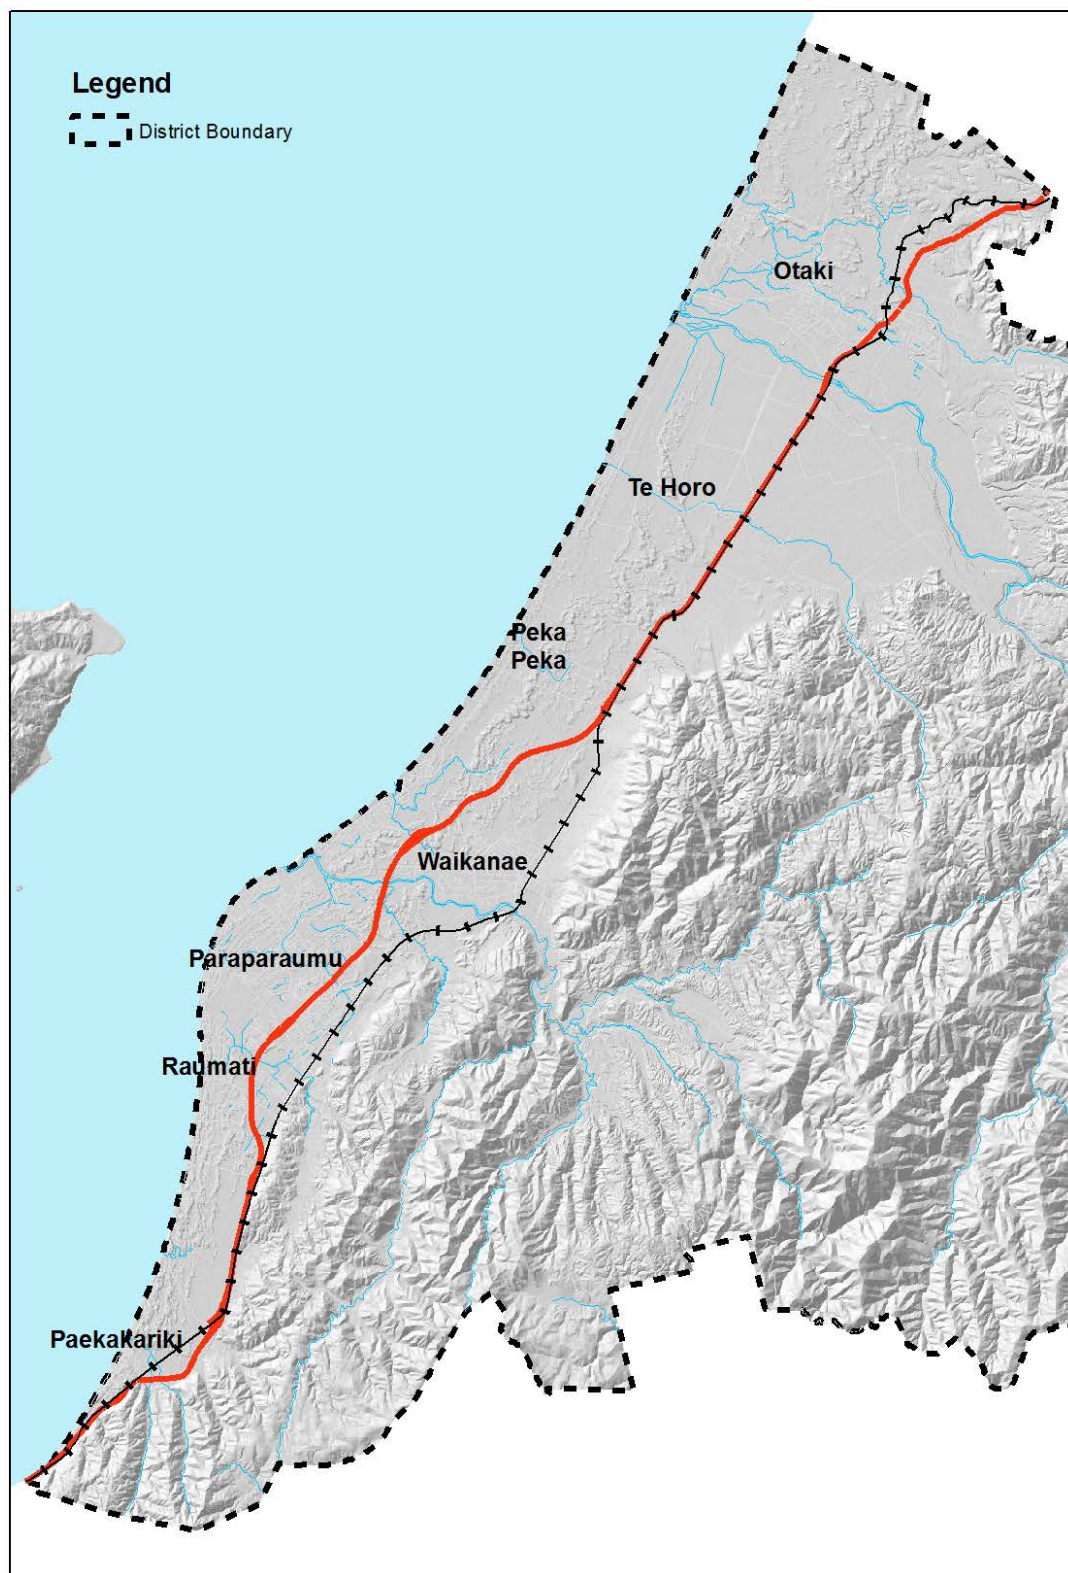 Legend
District Boundary
Otaki
Te Horo
Peka
Peka
Waikanae
Paraparaumu
Raumati
Paekakariki